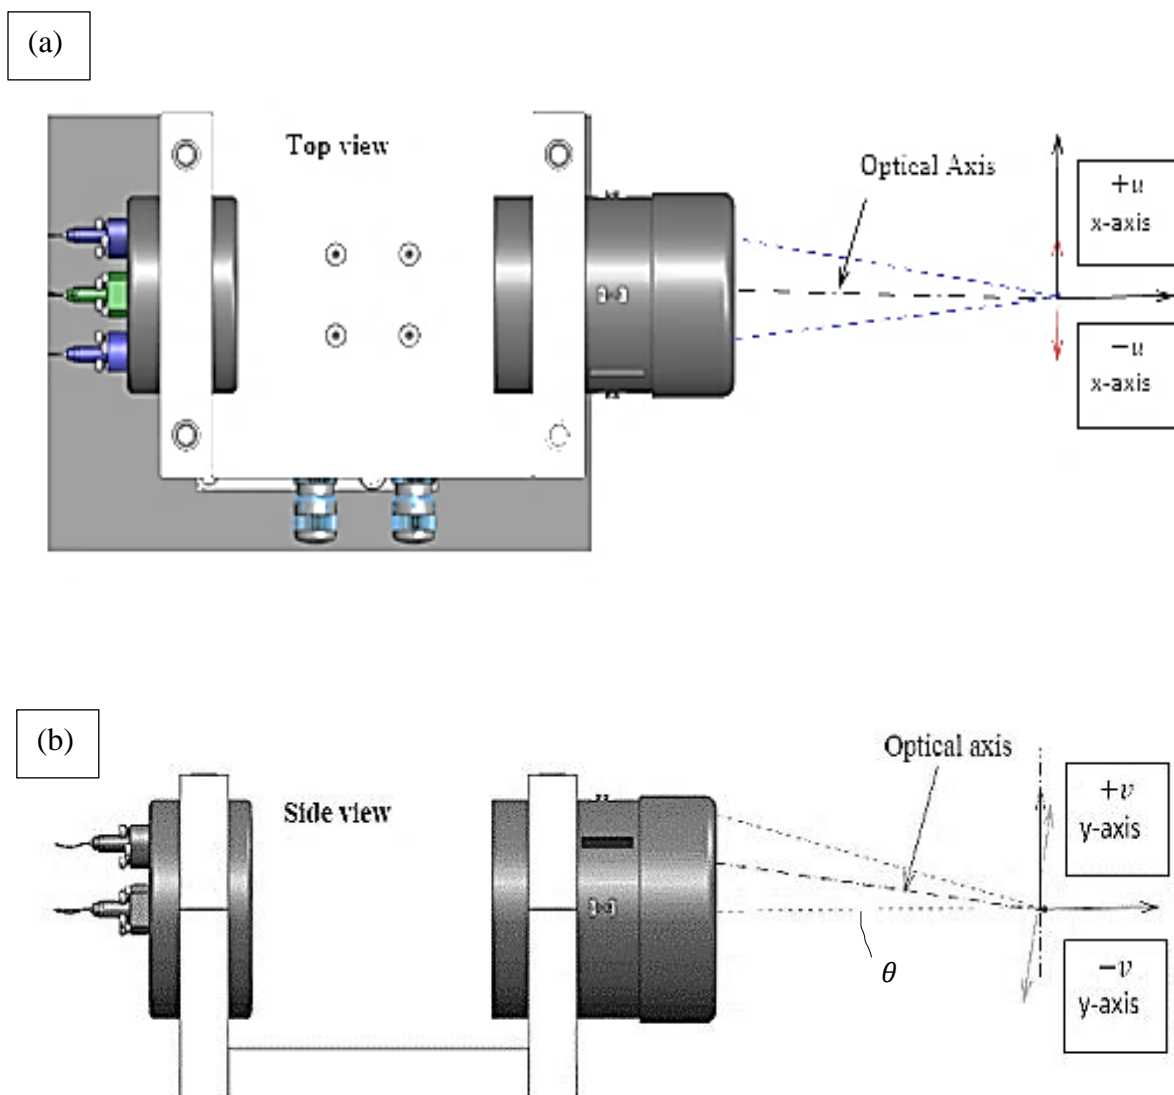 (a)
Top view
Optical Axis
+u
x-axis
−u
x-axis
(b)
Side view
Optical axis
+v
y-axis
θ
−v
y-axis